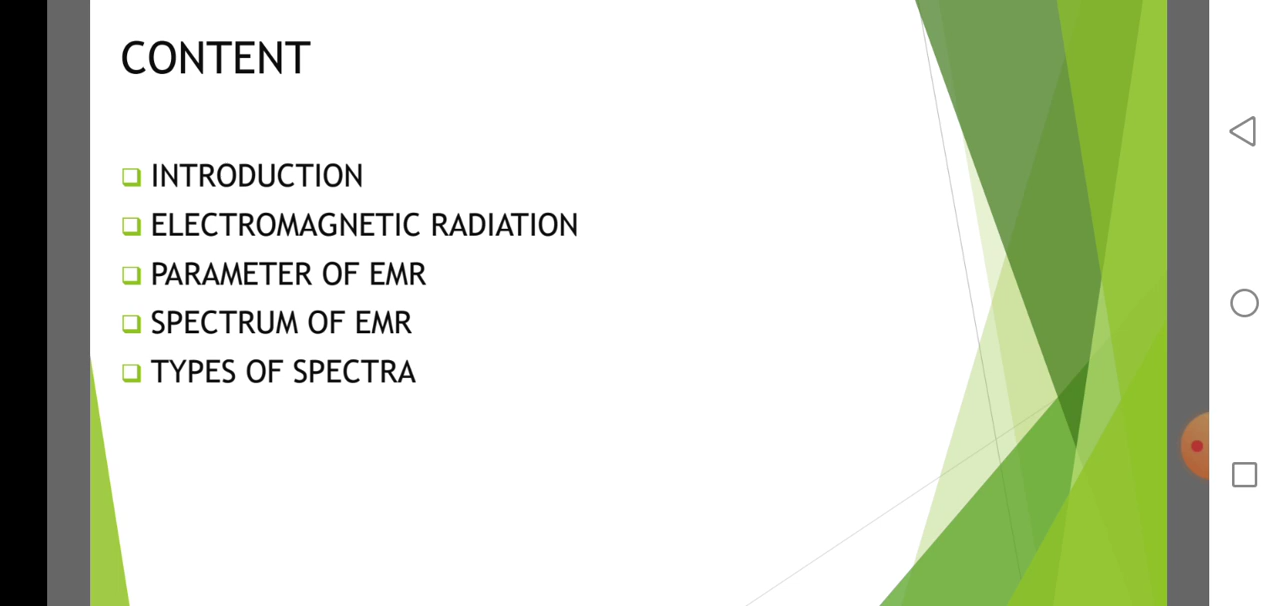 CONTENT
INTRODUCTION
ELECTROMAGNETIC RADIATION
PARAMETER OF EMR
SPECTRUM OF EMR
TYPES OF SPECTRA